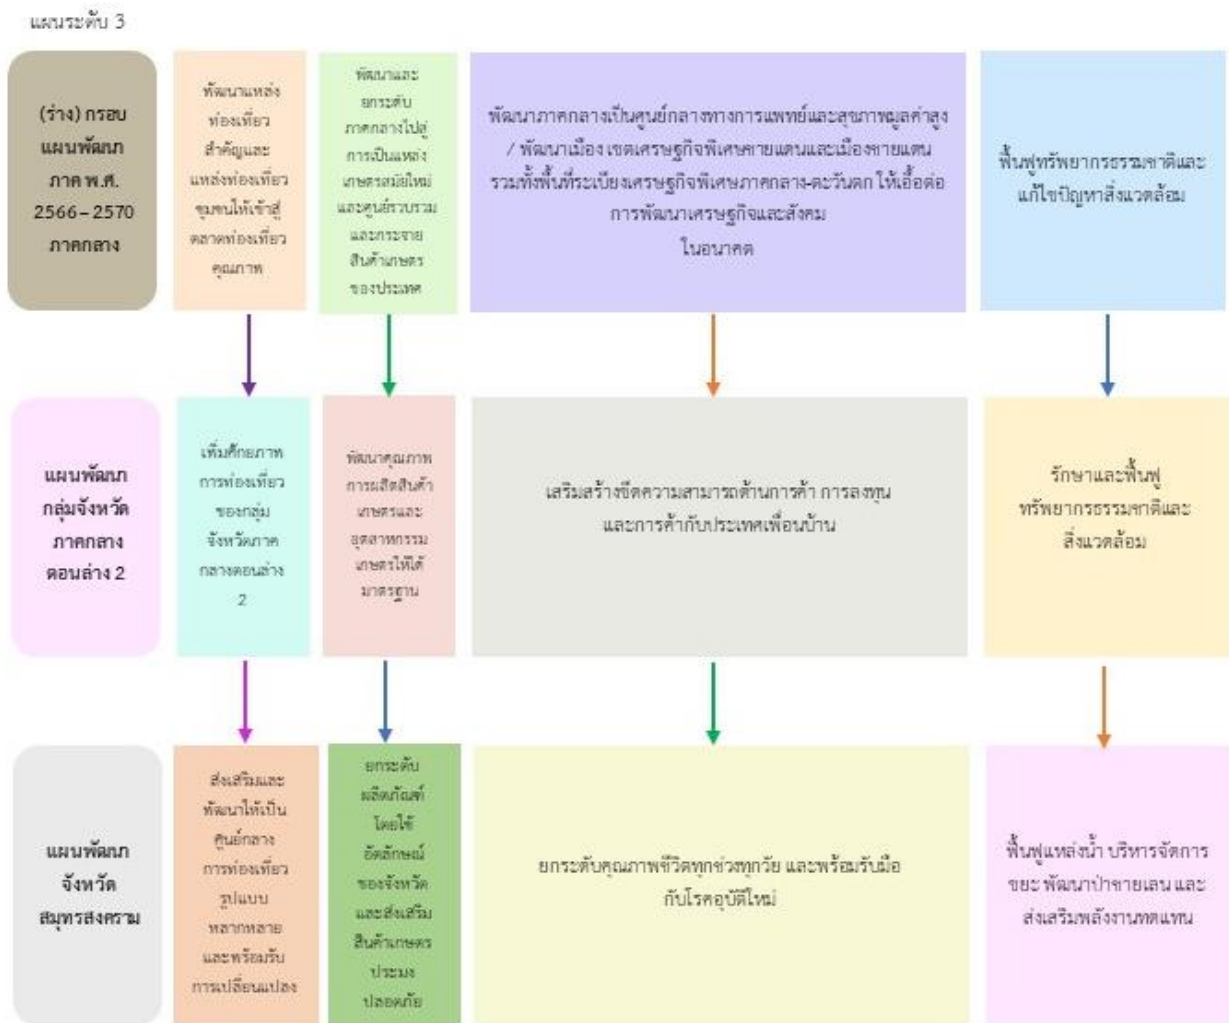 แผนระดับ 3
(ร่าง) กรอบ
แผนพัฒนา
ภาค พ.ศ.
2566 – 2570
ภาคกลาง
พัฒนาแหล่ง
ท่องเที่ยว
สำคัญและ
แหล่งท่องเที่ยว
ชุมชนให้เข้าสู่
ตลาดท่องเที่ยว
คุณภาพ
พัฒนาและ
ยกระดับ
ภาคกลางไปสู่
การเป็นแหล่ง
เกษตรสมัยใหม่
และศูนย์รวบรวม
และกระจาย
สินค้าเกษตร
ของประเทศ
พัฒนาภาคกลางเป็นศูนย์กลางทางการแพทย์และสุขภาพมูลค่าสูง
/ พัฒนาเมือง เขตเศรษฐกิจพิเศษชายแดนและเมืองชายแดน
รวมทั้งพื้นที่ระเบียงเศรษฐกิจพิเศษภาคกลาง-ตะวันตก ให้เอื้อต่อ
การพัฒนาเศรษฐกิจและสังคม
ในอนาคต
ฟื้นฟูทรัพยากรธรรมชาติและ
แก้ไขปัญหาสิ่งแวดล้อม
แผนพัฒนา
กลุ่มจังหวัด
ภาคกลาง
ตอนล่าง 2
เพิ่มศักยภาพ
การท่องเที่ยว
ของกลุ่ม
จังหวัดภาค
กลางตอนล่าง
2
พัฒนาคุณภาพ
การผลิตสินค้า
เกษตรและ
อุตสาหกรรม
เกษตรให้ได้
มาตรฐาน
เสริมสร้างขีดความสามารถด้านการค้า การลงทุน
และการค้ากับประเทศเพื่อนบ้าน
รักษาและฟื้นฟู
ทรัพยากรธรรมชาติและ
สิ่งแวดล้อม
แผนพัฒนา
จังหวัด
สมุทรสงคราม
ส่งเสริมและ
พัฒนาให้เป็น
ศูนย์กลาง
การท่องเที่ยว
รูปแบบ
หลากหลาย
และพร้อมรับ
การเปลี่ยนแปลง
ยกระดับ
ผลิตภัณฑ์
โดยใช้
อัตลักษณ์
ของจังหวัด
และส่งเสริม
สินค้าเกษตร
ประมง
ปลอดภัย
ยกระดับคุณภาพชีวิตทุกช่วงทุกวัย และพร้อมรับมือ
กับโรคอุบัติใหม่
ฟื้นฟูแหล่งน้ำ บริหารจัดการ
ขยะ พัฒนาป่าชายเลน และ
ส่งเสริมพลังงานทดแทน